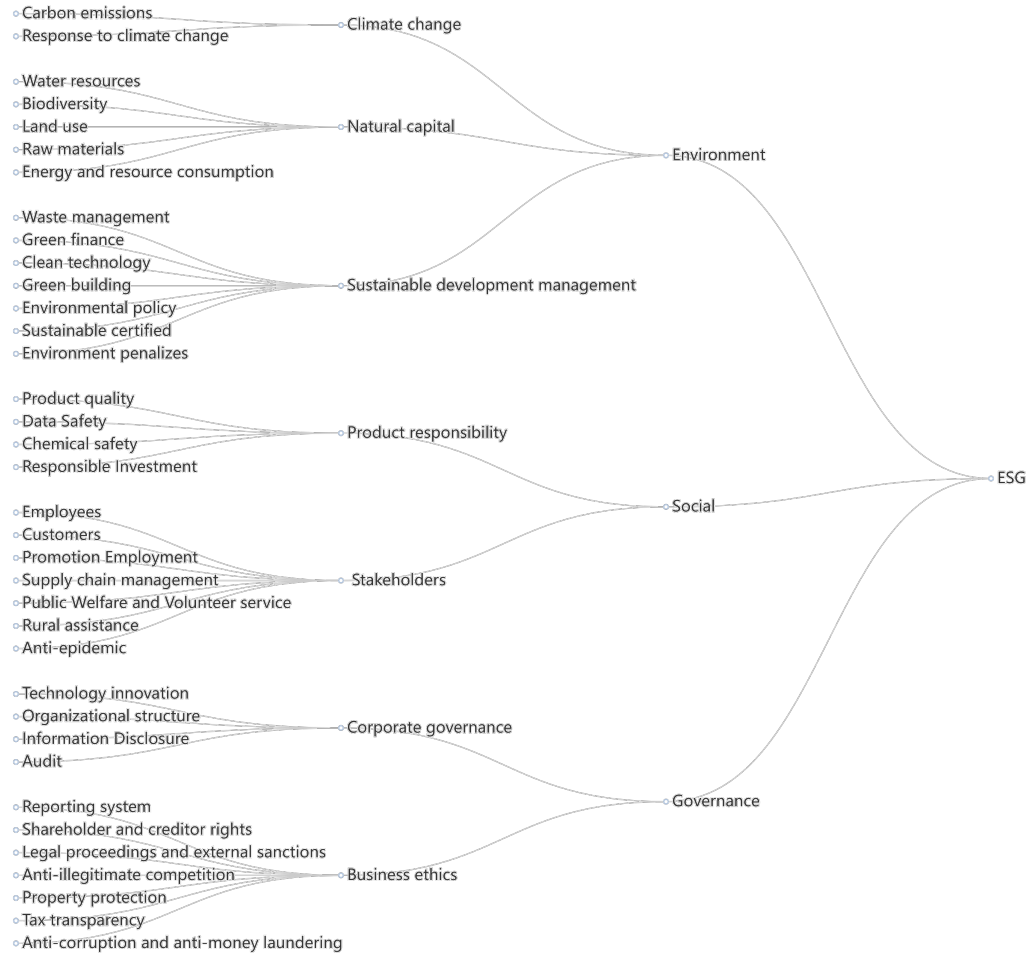 Carbon emissions
Response to climate change
Climate change
Water resources
Biodiversity
Land use
Raw materials
Energy and resource consumption
Natural capital
Environment
Waste management
Green finance
Clean technology
Green building
Environmental policy
Sustainable certified
Environment penalizes
Sustainable development management
Product quality
Data Safety
Chemical safety
Responsible Investment
Product responsibility
ESG
Social
Employees
Customers
Promotion Employment
Supply chain management
Public Welfare and Volunteer service
Rural assistance
Anti-epidemic
Stakeholders
Technology innovation
Organizational structure
Information Disclosure
Audit
Corporate governance
Governance
Reporting system
Shareholder and creditor rights
Legal proceedings and external sanctions
Anti-illegitimate competition
Property protection
Tax transparency
Anti-corruption and anti-money laundering
Business ethics